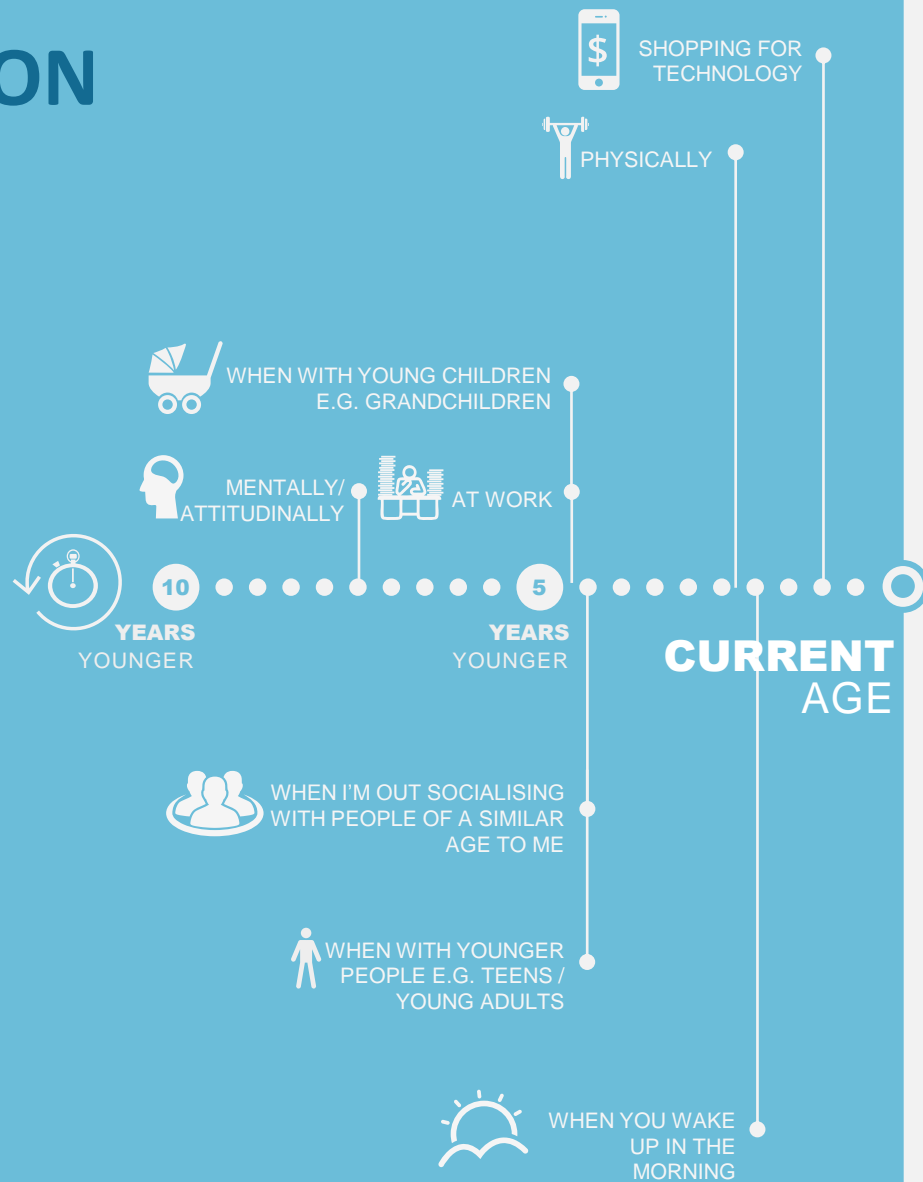 ON
$
SHOPPING FOR
TECHNOLOGY
PHYSICALLY
WHEN WITH YOUNG CHILDREN
E.G. GRANDCHILDREN
MENTALLY/
ATTITUDINALLY
AT WORK
10
YEARS
YOUNGER
5
YEARS
YOUNGER
CURRENT
AGE
WHEN I'M OUT SOCIALISING
WITH PEOPLE OF A SIMILAR
AGE TO ME
WHEN WITH YOUNGER
PEOPLE E.G. TEENS /
YOUNG ADULTS
WHEN YOU WAKE
UP IN THE
MORNING